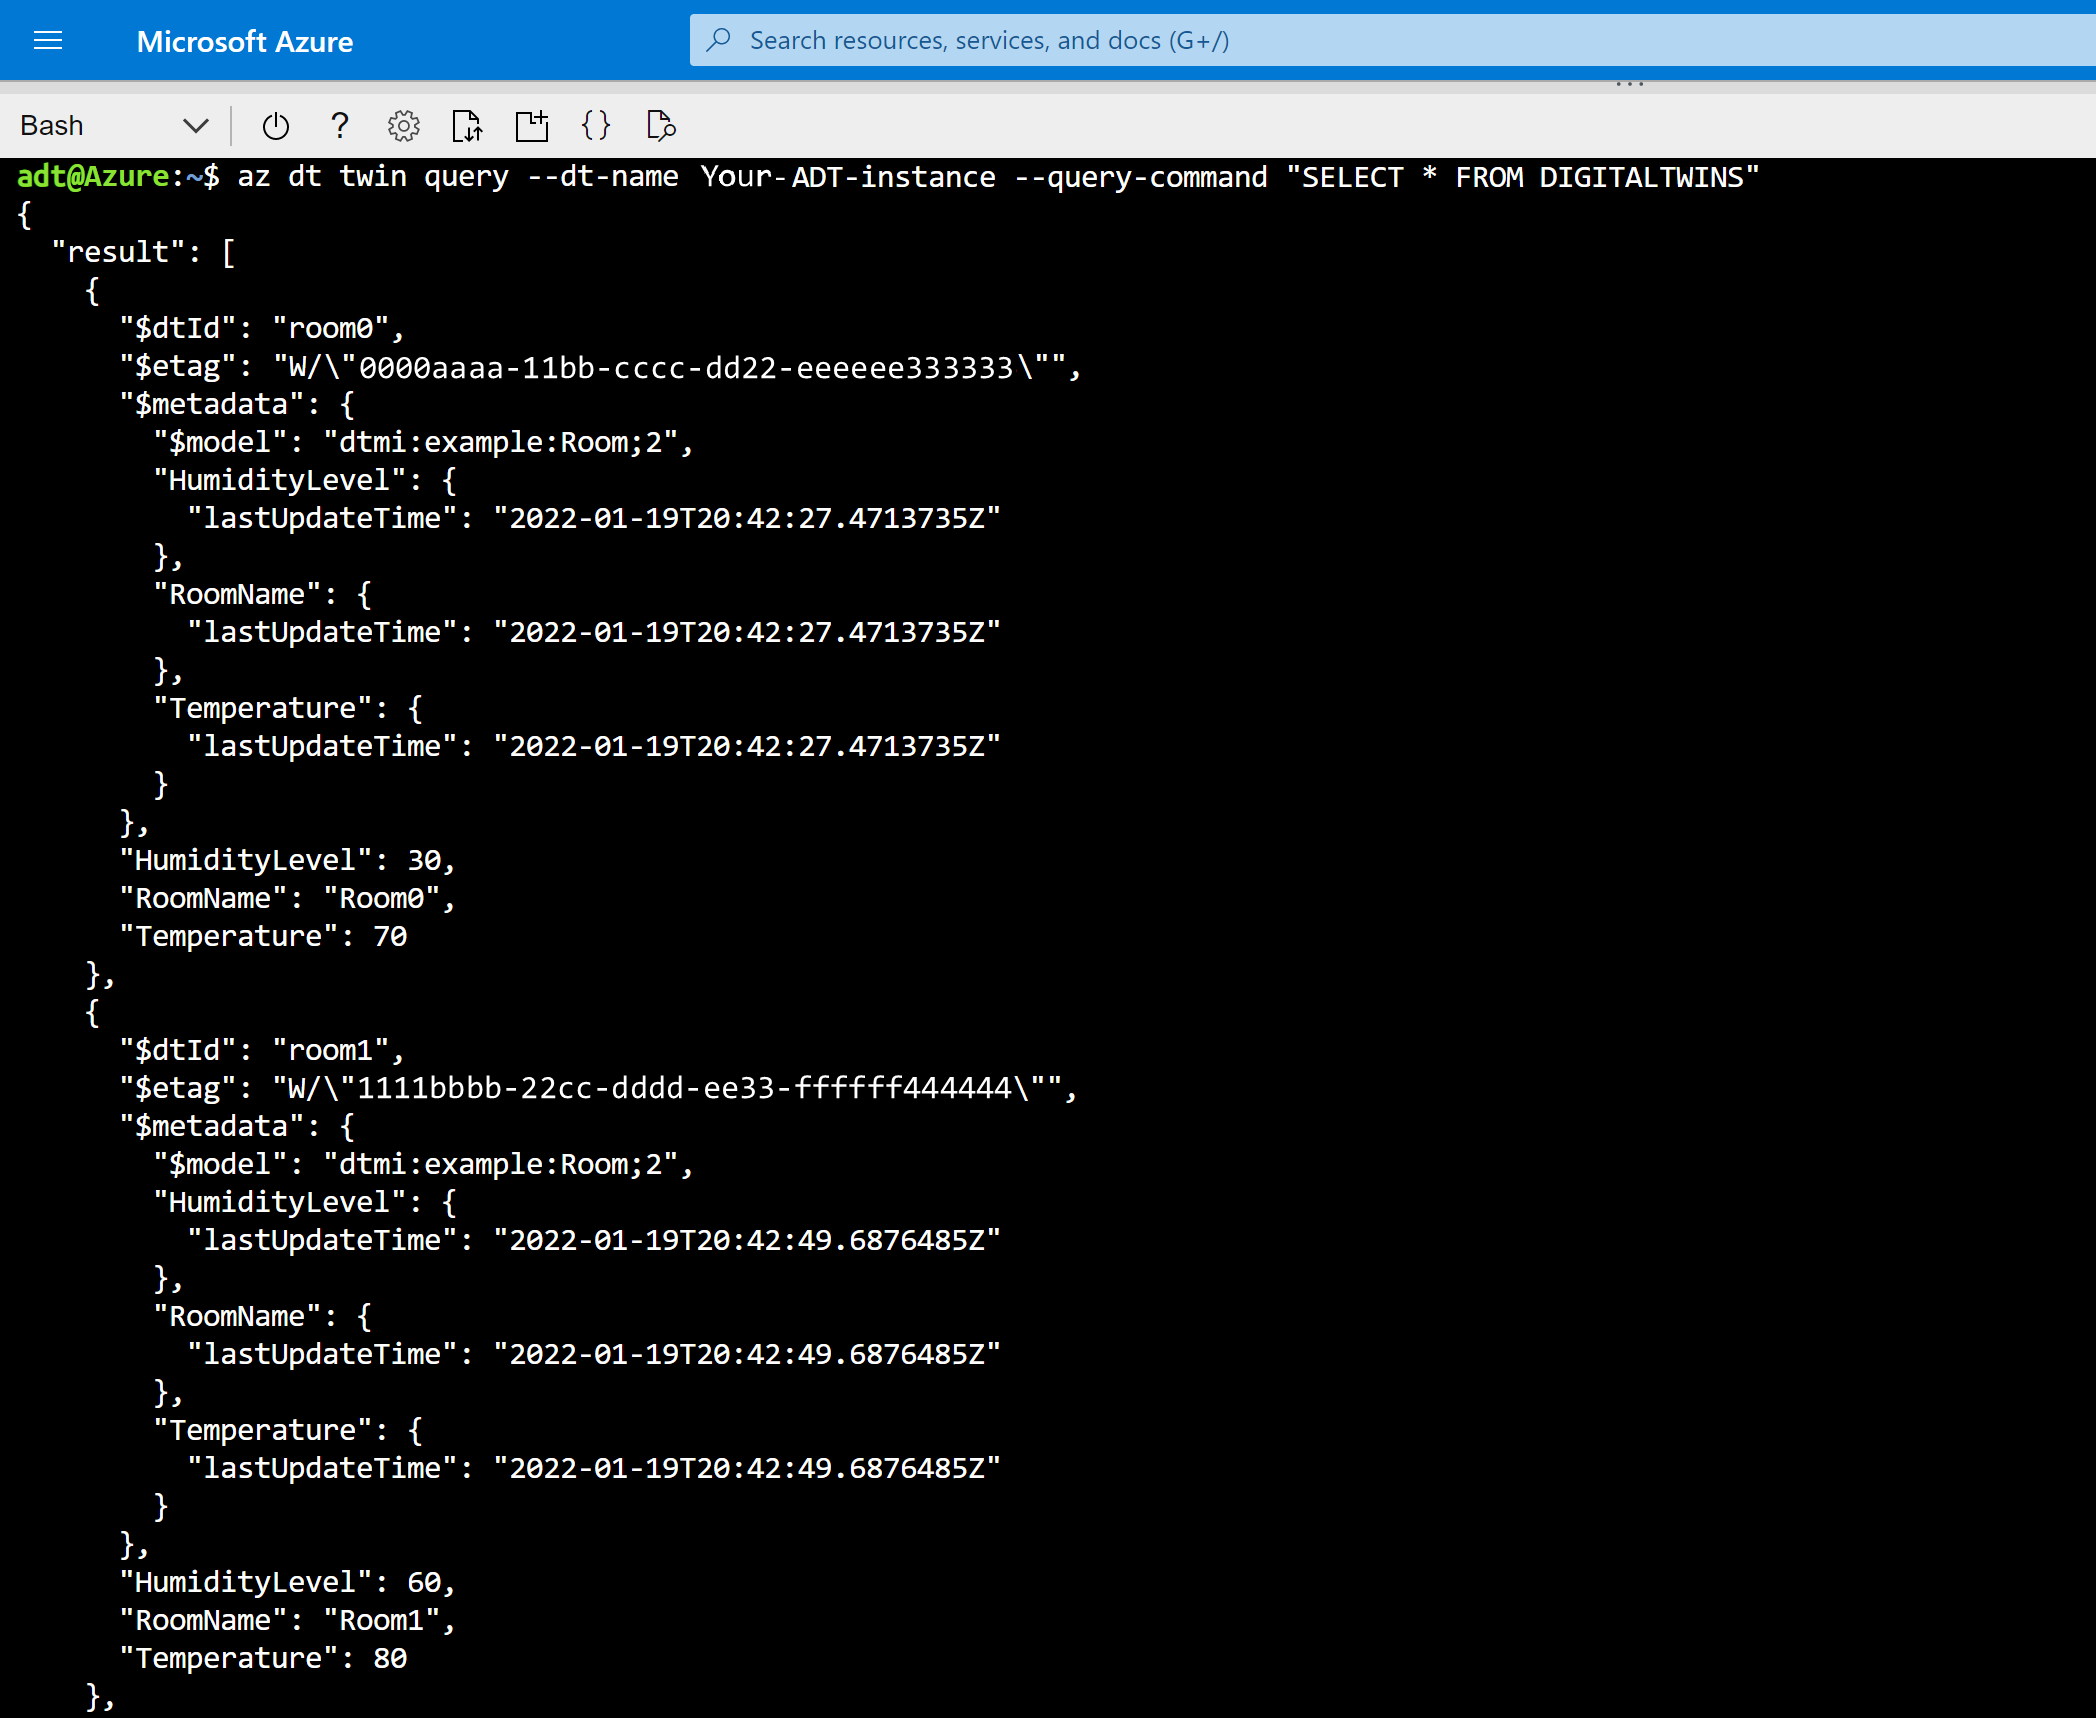 Microsoft Azure
Search resources, services, and docs (G+/)
Bash
adt@Azure:~$ az dt twin query --dt-name Your-ADT-instance --query-command "SELECT * FROM DIGITALTWINS"
{
  "result": [
    {
      "$dtId": "room0",
      "$etag": "W/\"0000aaaa-11bb-cccc-dd22-eeeeee333333\"",
      "$metadata": {
        "$model": "dtmi:example:Room;2",
        "HumidityLevel": {
          "lastUpdateTime": "2022-01-19T20:42:27.4713735Z"
        },
        "RoomName": {
          "lastUpdateTime": "2022-01-19T20:42:27.4713735Z"
        },
        "Temperature": {
          "lastUpdateTime": "2022-01-19T20:42:27.4713735Z"
        }
      },
      "HumidityLevel": 30,
      "RoomName": "Room0",
      "Temperature": 70
    },
    {
      "$dtId": "room1",
      "$etag": "W/\"1111bbbb-22cc-dddd-ee33-ffffff444444\"",
      "$metadata": {
        "$model": "dtmi:example:Room;2",
        "HumidityLevel": {
          "lastUpdateTime": "2022-01-19T20:42:49.6876485Z"
        },
        "RoomName": {
          "lastUpdateTime": "2022-01-19T20:42:49.6876485Z"
        },
        "Temperature": {
          "lastUpdateTime": "2022-01-19T20:42:49.6876485Z"
        }
      },
      "HumidityLevel": 60,
      "RoomName": "Room1",
      "Temperature": 80
    },